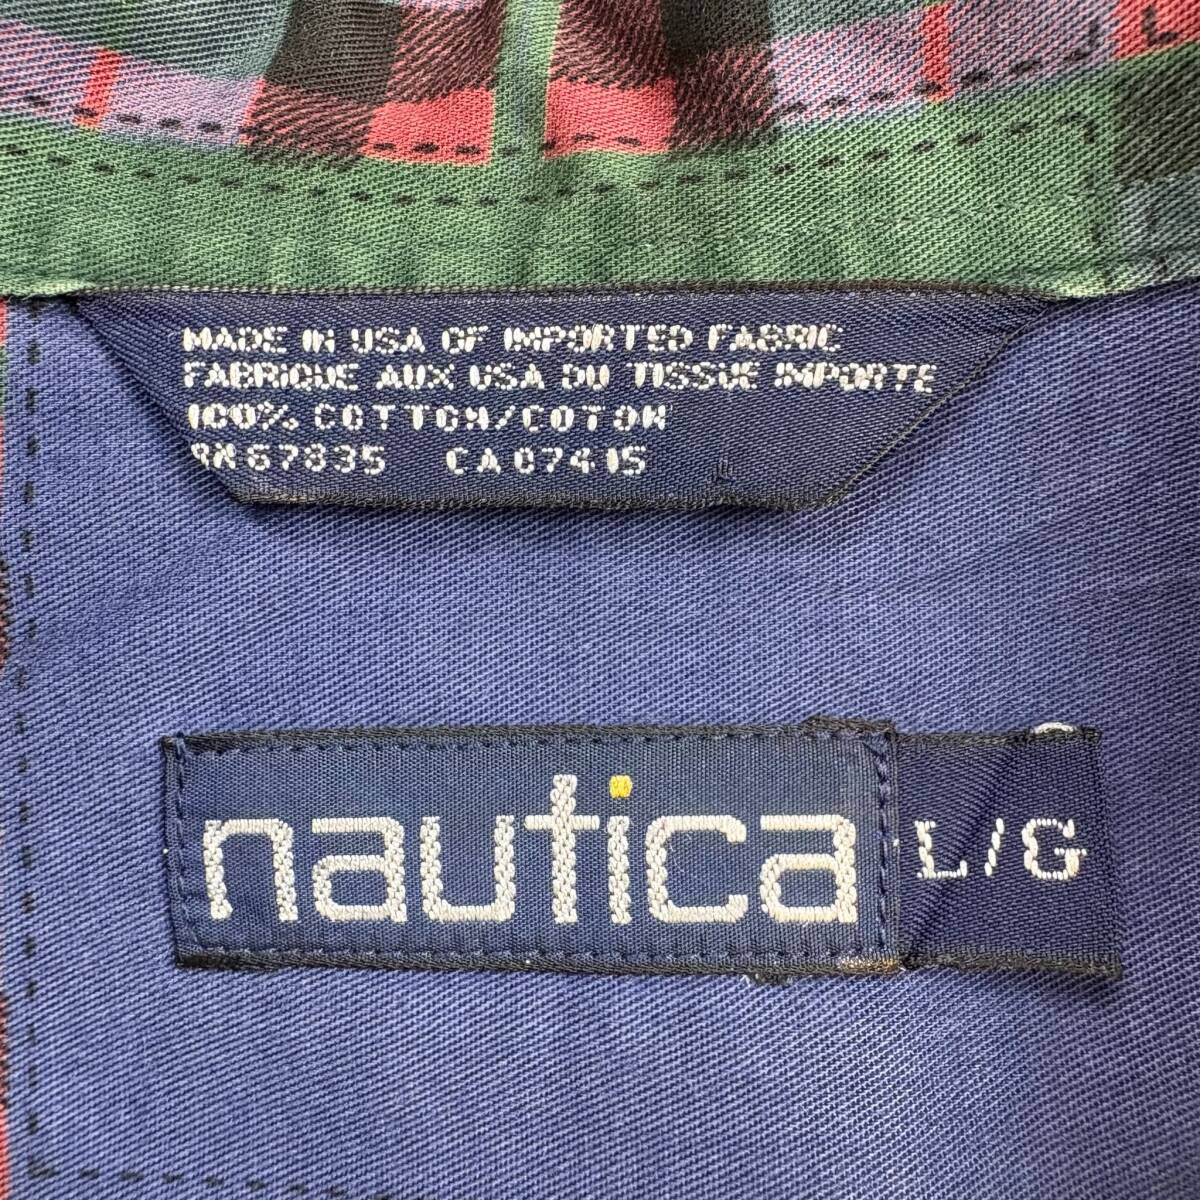 MADE IN USA OF IMPORTED FABRIC
FABRIQUE AUX USA DU TISSUE IMPORTE
100% COTTON/COTON
RN67835 CA07415
nautica L/G